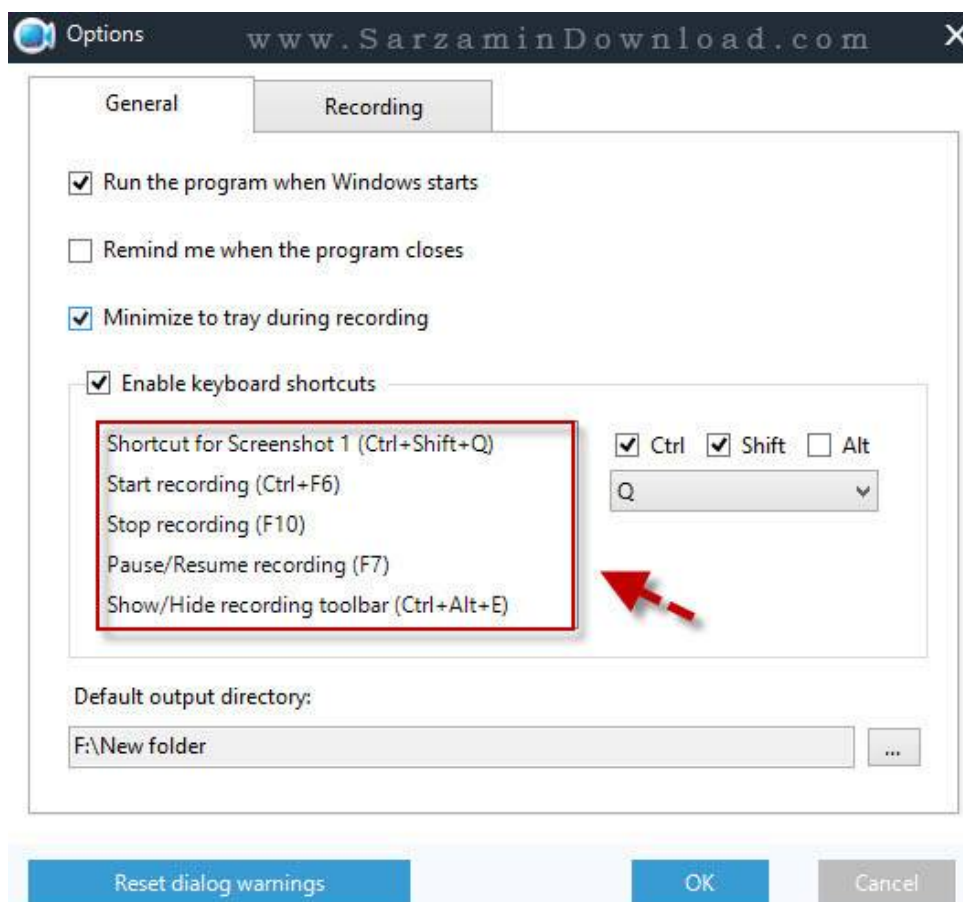 Options
www.SarzaminDownload.com
General
Recording
Run the program when Windows starts
Remind me when the program closes
Minimize to tray during recording
Enable keyboard shortcuts
Shortcut for Screenshot 1 (Ctrl+Shift+Q)
Ctrl Shift Alt
Start recording (Ctrl+F6)
Q
Stop recording (F10)
Pause/Resume recording (F7)
Show/Hide recording toolbar (Ctrl+Alt+E)
Default output directory:
F:\New folder
...
Reset dialog warnings
OK
Cancel